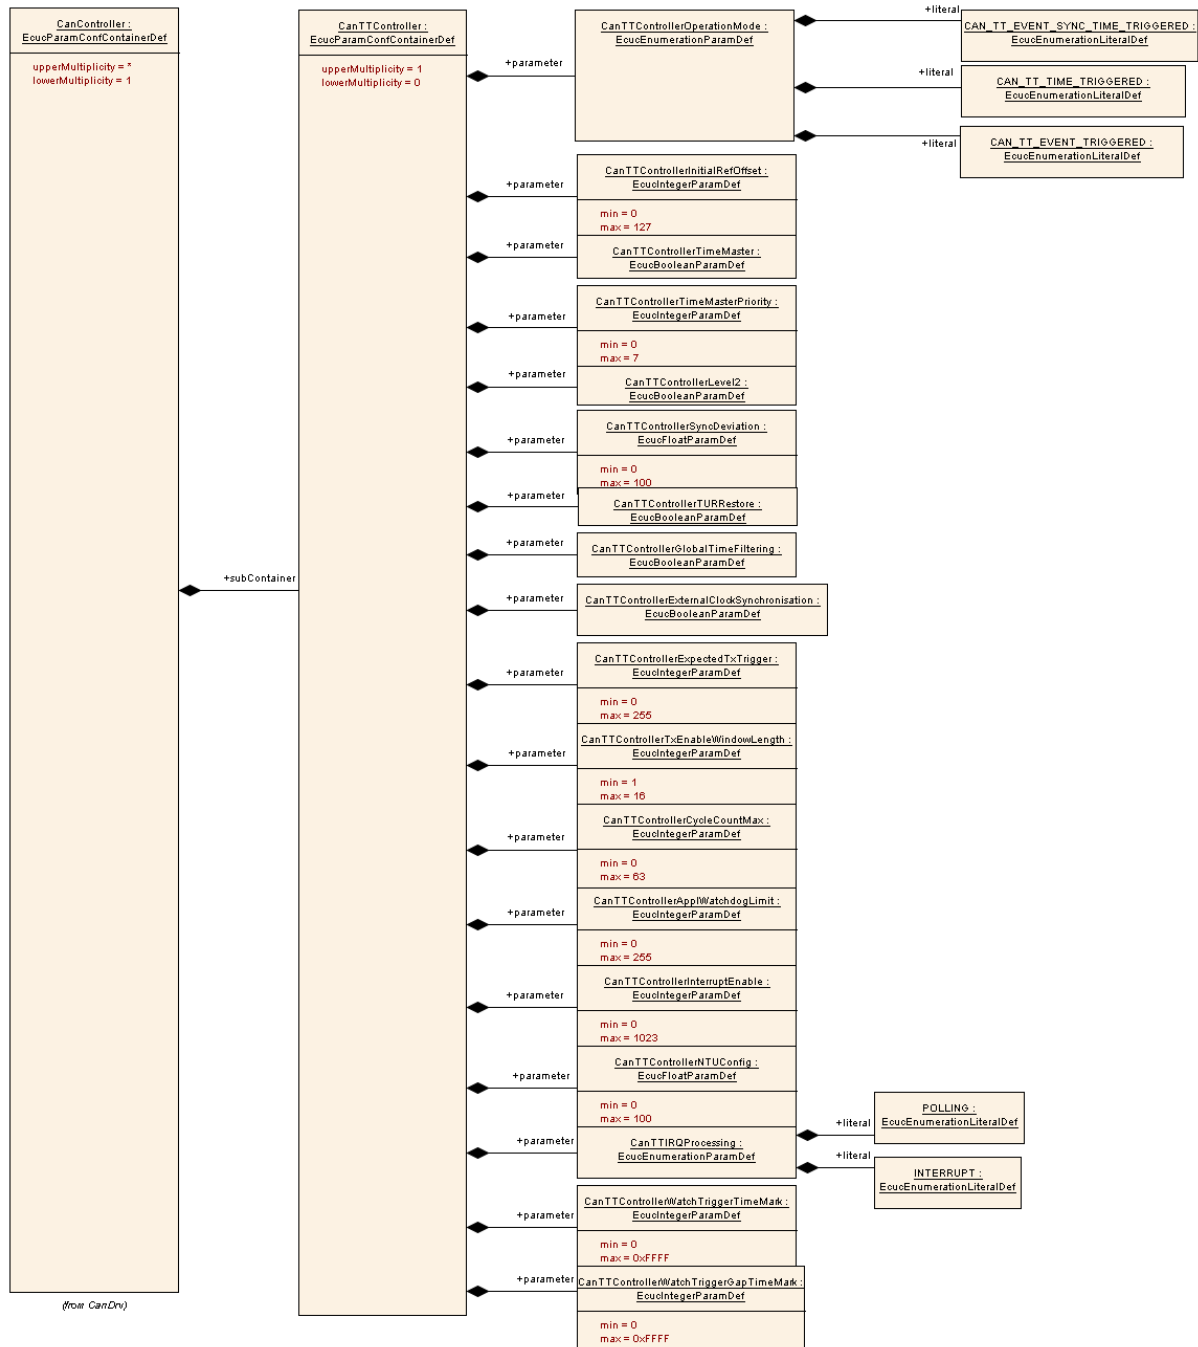 CanController :
EcucParamConfContainerDef
upperMultiplicity = *
lowerMultiplicity = 1
(from CanDrv)
+subContainer
CanTTController :
EcucParamConfContainerDef
upperMultiplicity = 1
lowerMultiplicity = 0
+parameter
CanTTControllerOperationMode :
EcucEnumerationParamDef
+literal
CAN_TT_EVENT_SYNC_TIME_TRIGGERED :
EcucEnumerationLiteralDef
+literal
CAN_TT_TIME_TRIGGERED :
EcucEnumerationLiteralDef
+literal
CAN_TT_EVENT_TRIGGERED :
EcucEnumerationLiteralDef
+parameter
CanTTControllerInitialRefOffset :
EcucIntegerParamDef
min = 0
max = 127
+parameter
CanTTControllerTimeMaster :
EcucBooleanParamDef
+parameter
CanTTControllerTimeMasterPriority :
EcucIntegerParamDef
min = 0
max = 7
+parameter
CanTTControllerLevel2 :
EcucBooleanParamDef
+parameter
CanTTControllerSyncDeviation :
EcucFloatParamDef
min = 0
max = 100
+parameter
CanTTControllerTURRestore :
EcucBooleanParamDef
+parameter
CanTTControllerGlobalTimeFiltering :
EcucBooleanParamDef
+parameter
CanTTControllerExternalClockSynchronisation :
EcucBooleanParamDef
+parameter
CanTTControllerExpectedTxTrigger :
EcucIntegerParamDef
min = 0
max = 255
+parameter
CanTTControllerTxEnableWindowLength :
EcucIntegerParamDef
min = 1
max = 16
+parameter
CanTTControllerCycleCountMax :
EcucIntegerParamDef
min = 0
max = 63
+parameter
CanTTControllerApplWatchdogLimit :
EcucIntegerParamDef
min = 0
max = 255
+parameter
CanTTControllerInterruptEnable :
EcucIntegerParamDef
min = 0
max = 1023
+parameter
CanTTControllerNTUConfig :
EcucFloatParamDef
min = 0
max = 100
+parameter
CanTTIRQProcessing :
EcucEnumerationParamDef
+literal
POLLING :
EcucEnumerationLiteralDef
+literal
INTERRUPT :
EcucEnumerationLiteralDef
+parameter
CanTTControllerWatchTriggerTimeMark :
EcucIntegerParamDef
min = 0
max = 0xFFFF
+parameter
CanTTControllerWatchTriggerGapTimeMark :
EcucIntegerParamDef
min = 0
max = 0xFFFF